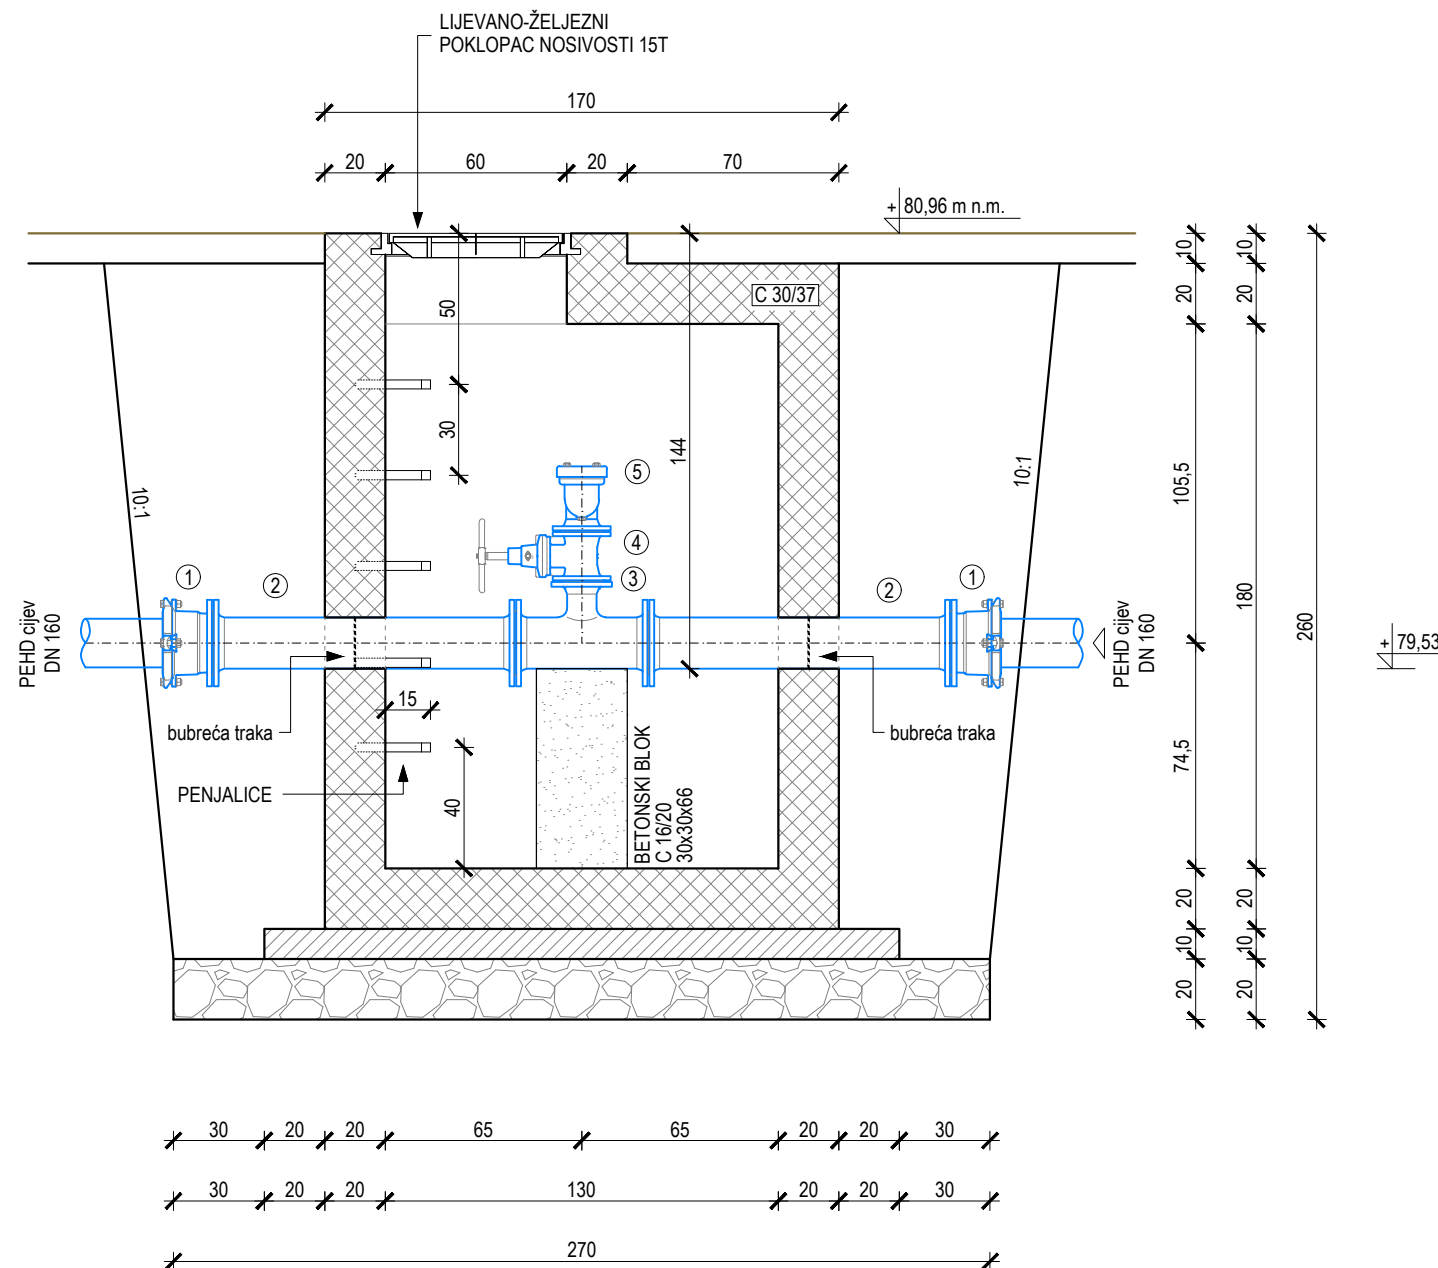 LIJEVANO-ŽELJEZNI
POKLOPAC NOSIVOSTI 15T
170
20 60 20 70
+ 80,96 m n.m.
10 10
C 30/37
20 20
50
30
144
105,5
10:1
10:1
5
4
3
1
2
2
1
180
260
PEHD cijev
DN 160
PEHD cijev
DN 160
+ 79,53
15
bubreća traka
bubreća traka
74,5
PENJALICE
40
BETONSKI BLOK
C 16/20
30x30x66
20 20
10 10
20 20
30 20 20 65 65 20 20 30
30 20 20 130 20 20 30
270